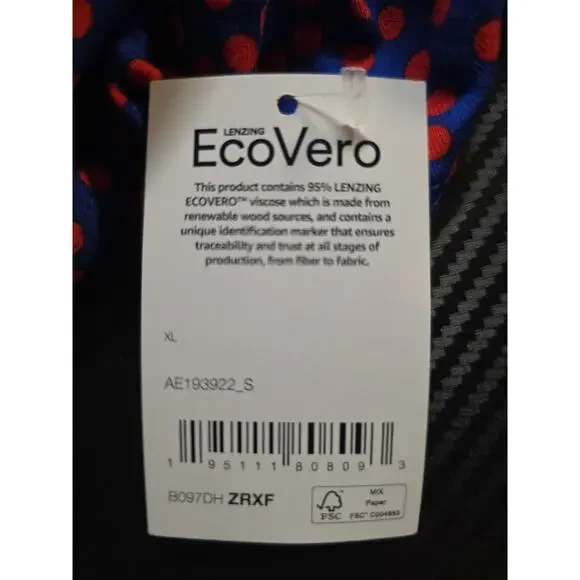 LENZING
EcoVero
This product contains 95% LENZING
ECOVERO™ viscose which is made from
renewable wood sources, and contains a
unique identification marker that ensures
traceability and trust at all stages of
production, from fiber to fabric.
XL
AE193922_S
1 95111 80809 3
B097DH ZRXF
FSC
MIX
Paper
FSC®